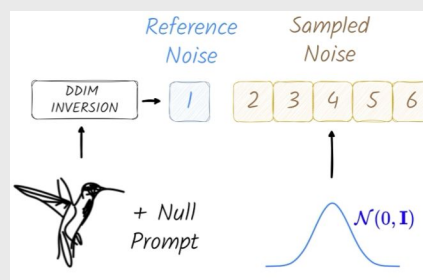 Reference
Noise
Sampled
Noise
DDIM
INVERSION
1
2 3 4 5 6
+ Null
Prompt
𝒩(0, I)